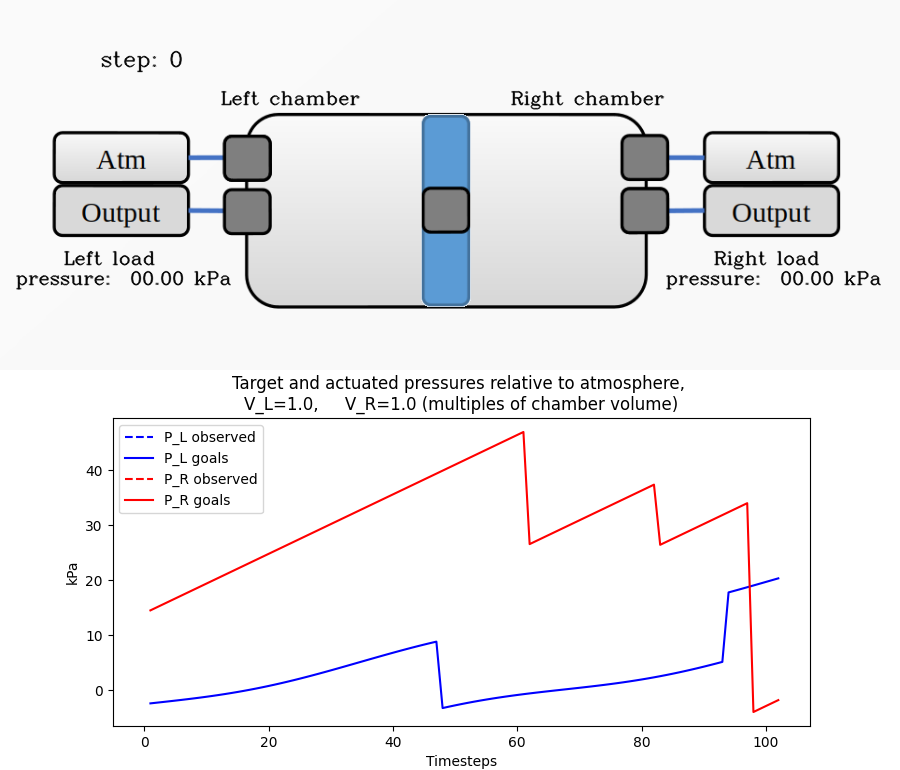 step: 0
Left chamber
Right chamber
Atm
Atm
Output
Output
Left load
pressure: 00.00 kPa
Right load
pressure: 00.00 kPa
Target and actuated pressures relative to atmosphere,
V_L=1.0, V_R=1.0 (multiples of chamber volume)
P_L observed
P_L goals
P_R observed
P_R goals
kPa
40
30
20
10
0
0 20 40 60 80 100
Timesteps